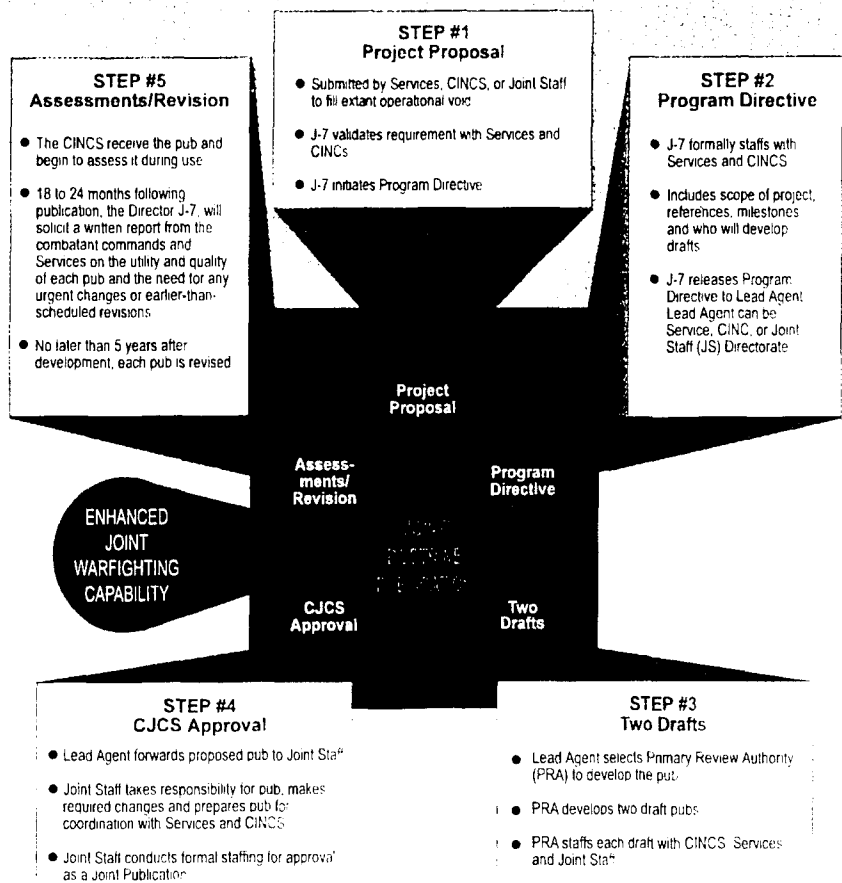 STEP #1
Project Proposal
● Submitted by Services, CINCS, or Joint Staff
to fill extant operational void
● J-7 validates requirement with Services and
CINCs
● J-7 initiates Program Directive
STEP #5
Assessments/Revision
● The CINCS receive the pub and
begin to assess it during use
● 18 to 24 months following
publication, the Director J-7, will
solicit a written report from the
combatant commands and
Services on the utility and quality
of each pub and the need for any
urgent changes or earlier-than-
scheduled revisions
● No later than 5 years after
development, each pub is revised
STEP #2
Program Directive
● J-7 formally staffs with
Services and CINCS
● Includes scope of project,
references, milestones
and who will develop
drafts
● J-7 releases Program
Directive to Lead Agent
Lead Agent can be
Service, CINC, or Joint
Staff (JS) Directorate
Project
Proposal
Assess-
ments/
Revision
Program
Directive
ENHANCED
JOINT
WARFIGHTING
CAPABILITY
JOINT
DOCTRINE
PUBLICATION
CJCS
Approval
Two
Drafts
STEP #4
CJCS Approval
● Lead Agent forwards proposed pub to Joint Staff
● Joint Staff takes responsibility for pub, makes
required changes and prepares pub for
coordination with Services and CINCS
● Joint Staff conducts formal staffing for approval
as a Joint Publication
STEP #3
Two Drafts
● Lead Agent selects Primary Review Authority
(PRA) to develop the pub
● PRA develops two draft pubs
● PRA staffs each draft with CINCS Services
and Joint Staff